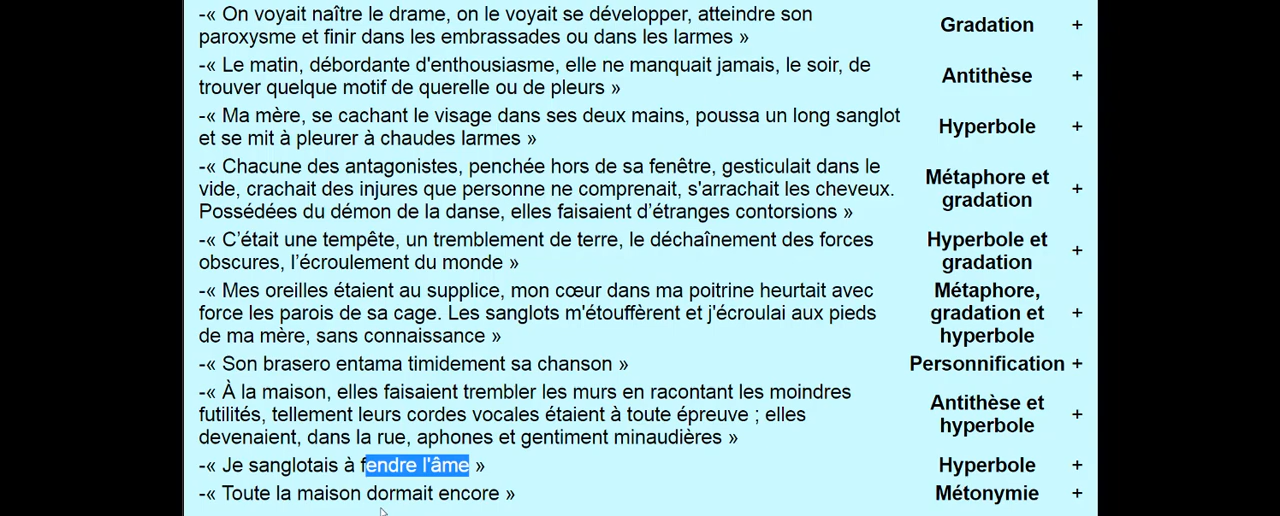 -« On voyait naître le drame, on le voyait se développer, atteindre son
paroxysme et finir dans les embrassades ou dans les larmes »
Gradation +
-« Le matin, débordante d'enthousiasme, elle ne manquait jamais, le soir, de
trouver quelque motif de querelle ou de pleurs »
Antithèse +
-« Ma mère, se cachant le visage dans ses deux mains, poussa un long sanglot
et se mit à pleurer à chaudes larmes »
Hyperbole +
-« Chacune des antagonistes, penchée hors de sa fenêtre, gesticulait dans le
vide, crachait des injures que personne ne comprenait, s'arrachait les cheveux.
Possédées du démon de la danse, elles faisaient d’étranges contorsions »
Métaphore et
gradation +
-« C’était une tempête, un tremblement de terre, le déchaînement des forces
obscures, l’écroulement du monde »
Hyperbole et
gradation +
-« Mes oreilles étaient au supplice, mon cœur dans ma poitrine heurtait avec
force les parois de sa cage. Les sanglots m'étouffèrent et j'écroulai aux pieds
de ma mère, sans connaissance »
Métaphore,
gradation et +
hyperbole
-« Son brasero entama timidement sa chanson »
Personnification +
-« À la maison, elles faisaient trembler les murs en racontant les moindres
futilités, tellement leurs cordes vocales étaient à toute épreuve ; elles
devenaient, dans la rue, aphones et gentiment minaudières »
Antithèse et
hyperbole +
-« Je sanglotais à fendre l'âme »
Hyperbole +
-« Toute la maison dormait encore »
Métonymie +